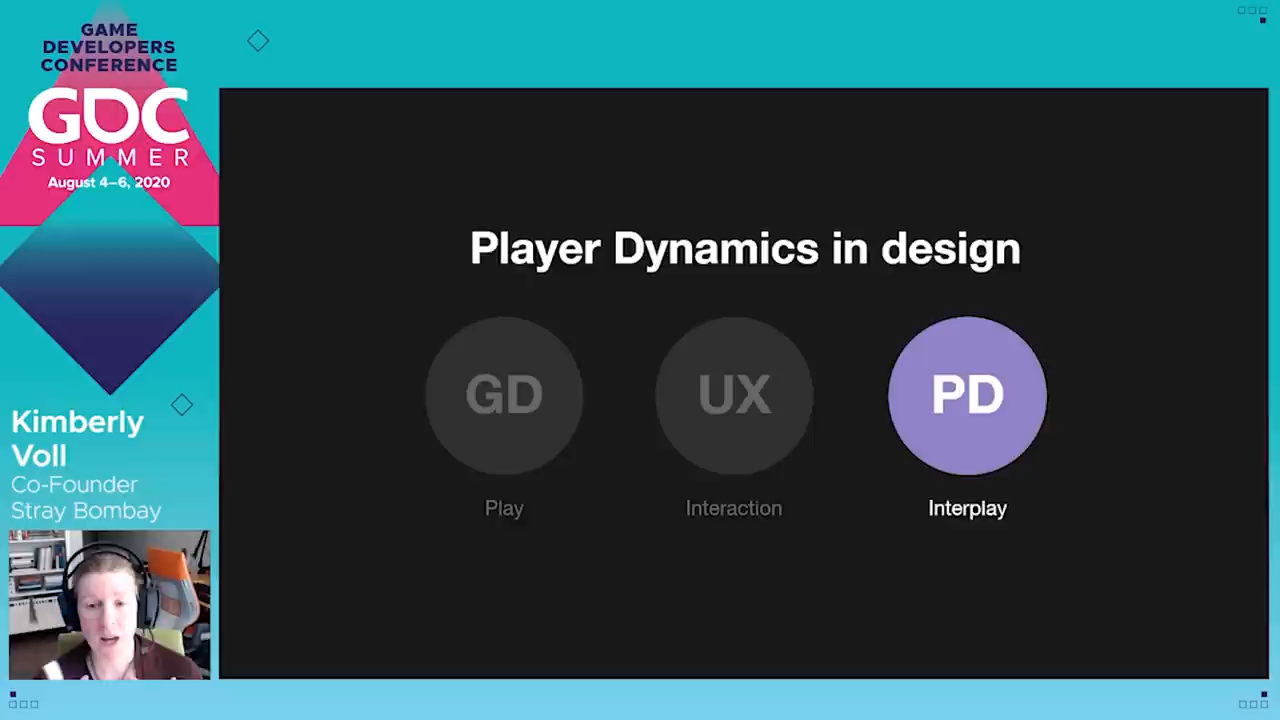 GAME
DEVELOPERS
CONFERENCE
GDC
SUMMER
August 4–6, 2020
Kimberly
Voll
Co-Founder
Stray Bombay
Player Dynamics in design
GD
UX
PD
Play
Interaction
Interplay